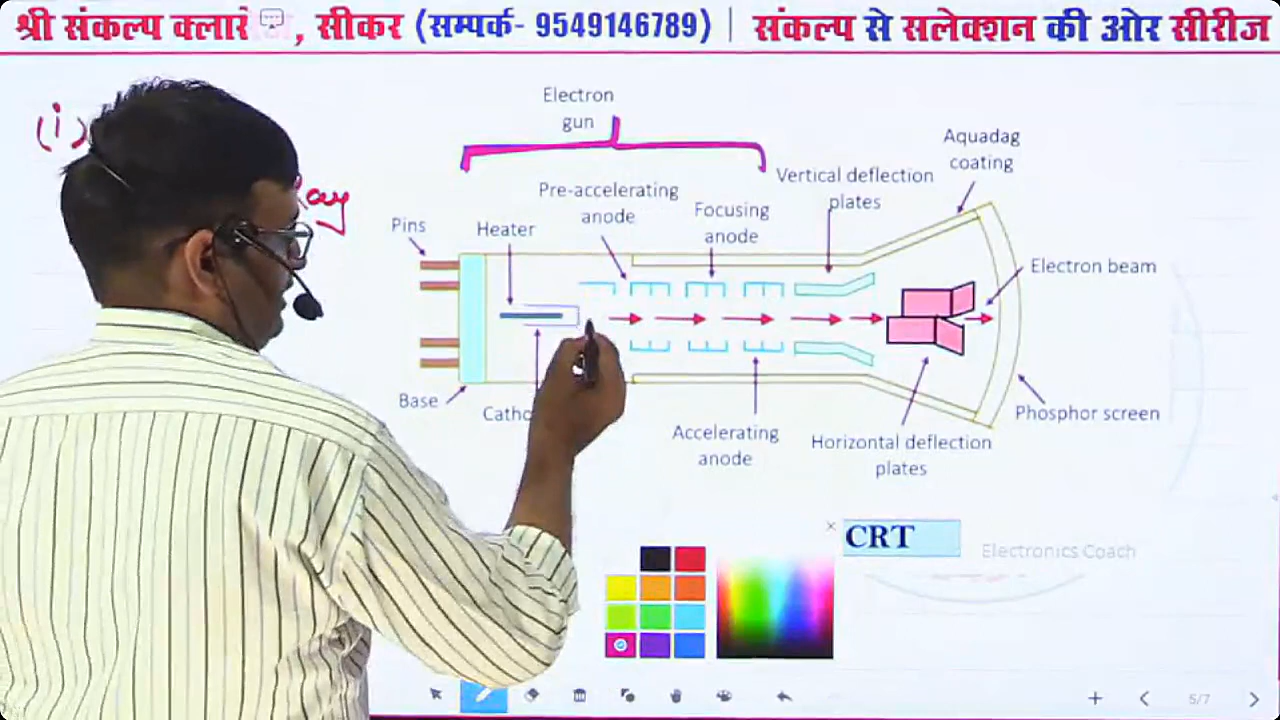 श्री संकल्प क्लासे , सीकर (सम्पर्क- 9549146789) | संकल्प से सलेक्शन की ओर सीरीज
Electron
gun
(i)
Aquadag
coating
Pre-accelerating
anode
Vertical deflection
plates
Ray
Pins
Heater
Focusing
anode
Electron beam
Base
Accelerating
anode
Horizontal deflection
plates
Phosphor screen
CRT
Electronics Coach
5/7